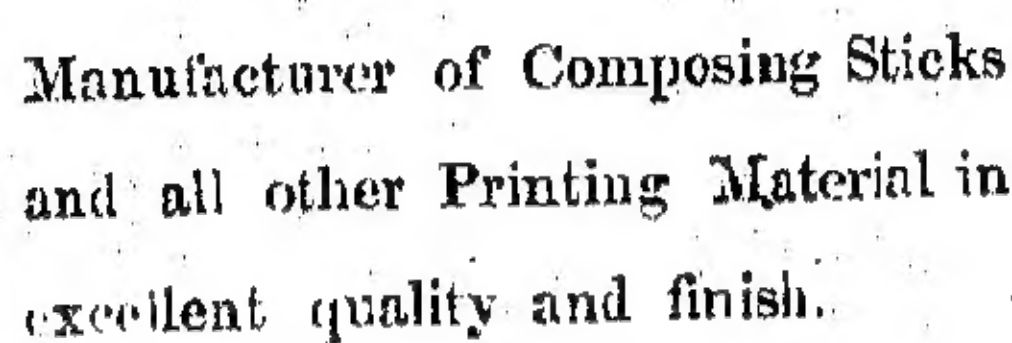 Manufacturer of Composing Sticks
and all other Printing Material in
excellent quality and finish.